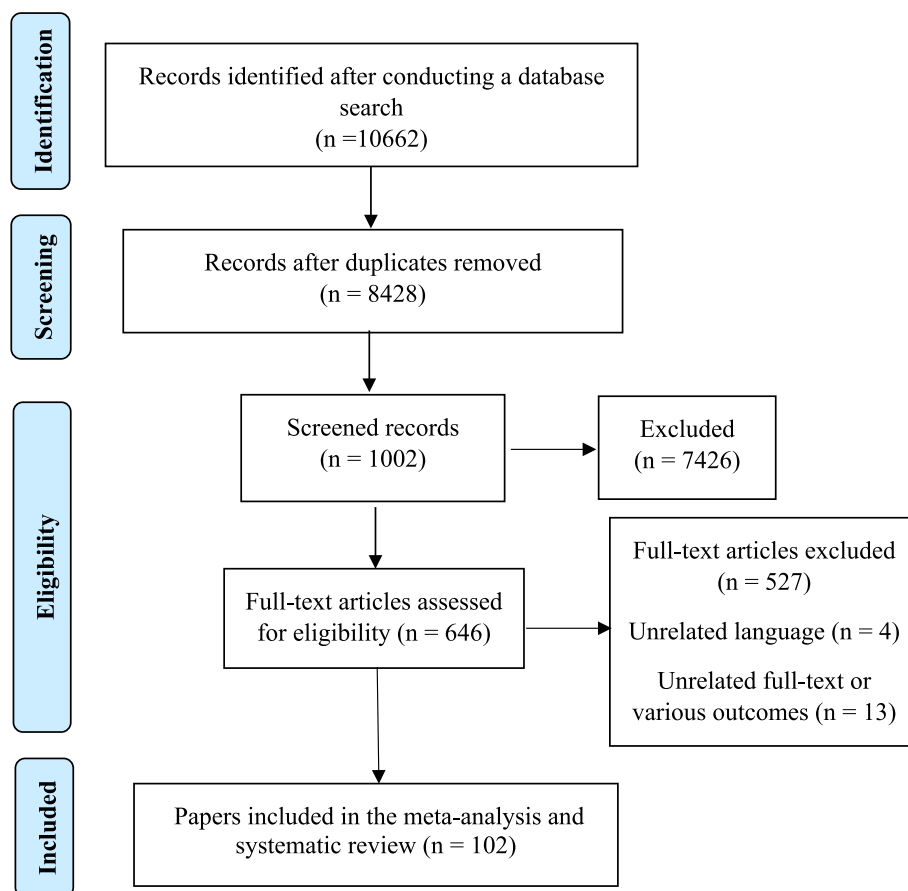 Identification
Records identified after conducting a database
search
(n =10662)
Screening
Records after duplicates removed
(n = 8428)
Eligibility
Screened records
(n = 1002)
Excluded
(n = 7426)
Full-text articles assessed
for eligibility (n = 646)
Full-text articles excluded
(n = 527)
Unrelated language (n = 4)
Unrelated full-text or
various outcomes (n = 13)
Included
Papers included in the meta-analysis and
systematic review (n = 102)